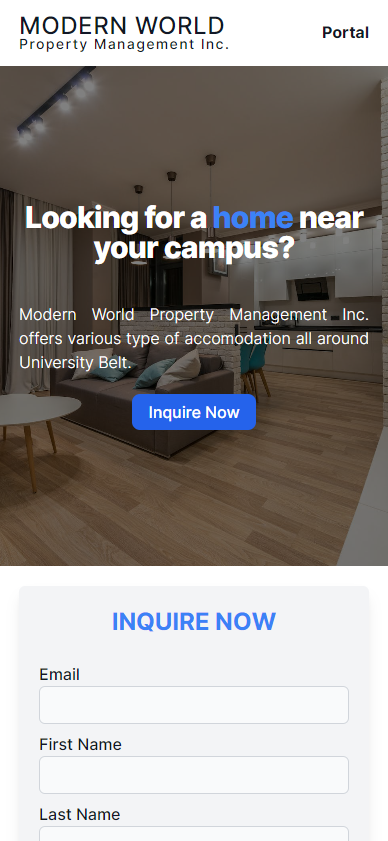 MODERN WORLD
Property Management Inc.
Portal
Looking for a home near
your campus?
Modern World Property Management Inc.
offers various type of accomodation all around
University Belt.
Inquire Now
INQUIRE NOW
Email
First Name
Last Name